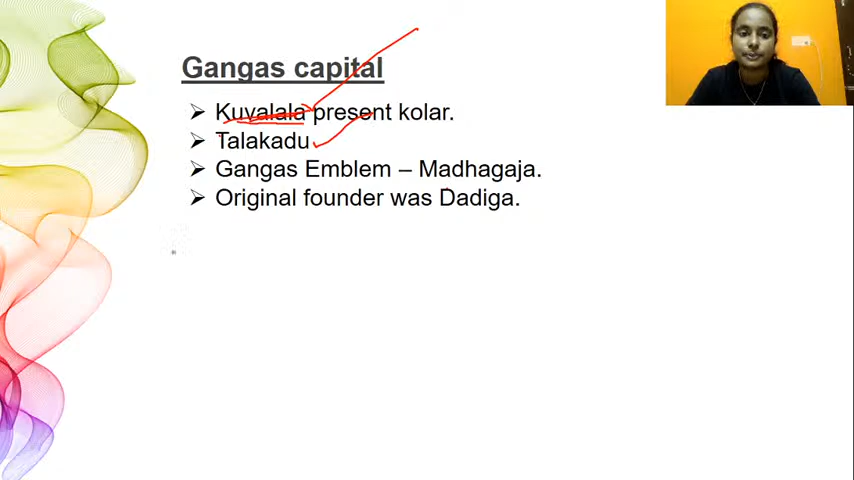 Gangas capital
➢ Kuvalala present kolar.
➢ Talakadu
➢ Gangas Emblem – Madhagaja.
➢ Original founder was Dadiga.